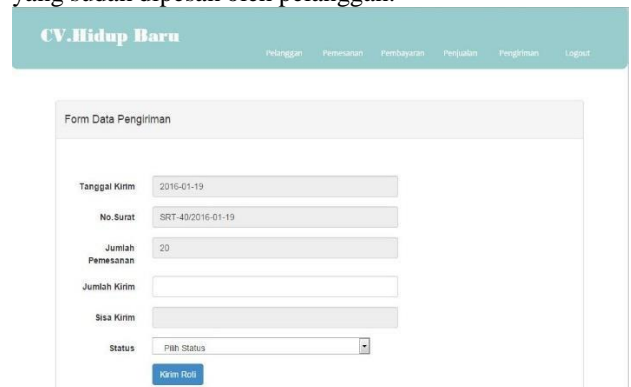 yang sudah dipesan oleh pelanggan.
CV.Hidup Baru
Pelanggan Pemesanan Pembayaran Penjualan Pengiriman Logout
Form Data Pengiriman
Tanggal Kirim 2016-01-19
No.Surat SRT-40/2016-01-19
Jumlah Pemesanan 20
Jumlah Kirim
Sisa Kirim
Status Pilih Status
Kirim Roti